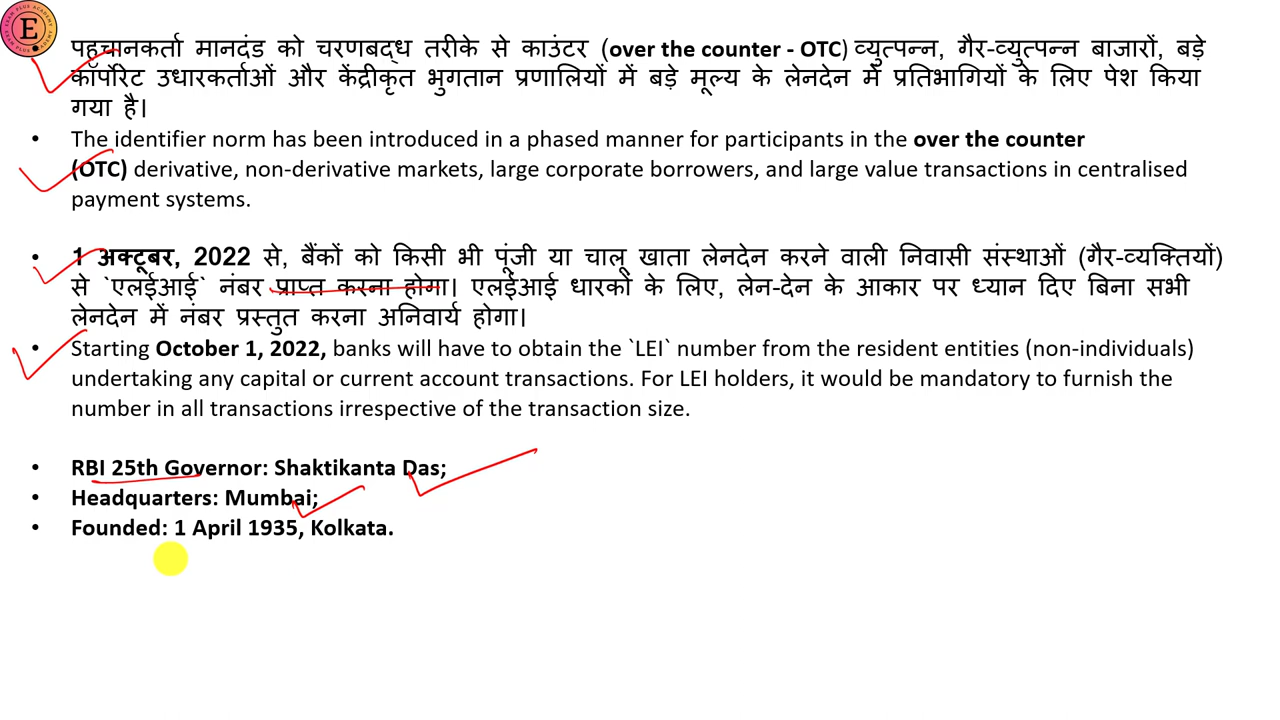 E
पहचानकर्ता मानदंड को चरणबद्ध तरीके से काउंटर (over the counter - OTC) व्युत्पन्न, गैर-व्युत्पन्न बाजारों, बड़े
कॉर्पोरेट उधारकर्ताओं और केंद्रीकृत भुगतान प्रणालियों में बड़े मूल्य के लेनदेन में प्रतिभागियों के लिए पेश किया
गया है।
• The identifier norm has been introduced in a phased manner for participants in the over the counter
(OTC) derivative, non-derivative markets, large corporate borrowers, and large value transactions in centralised
payment systems.
• 1 अक्टूबर, 2022 से, बैंकों को किसी भी पूंजी या चालू खाता लेनदेन करने वाली निवासी संस्थाओं (गैर-व्यक्तियों)
से `एलईआई` नंबर प्राप्त करना होगा। एलईआई धारकों के लिए, लेन-देन के आकार पर ध्यान दिए बिना सभी
लेनदेन में नंबर प्रस्तुत करना अनिवार्य होगा।
• Starting October 1, 2022, banks will have to obtain the `LEI` number from the resident entities (non-individuals)
undertaking any capital or current account transactions. For LEI holders, it would be mandatory to furnish the
number in all transactions irrespective of the transaction size.
• RBI 25th Governor: Shaktikanta Das;
• Headquarters: Mumbai;
• Founded: 1 April 1935, Kolkata.